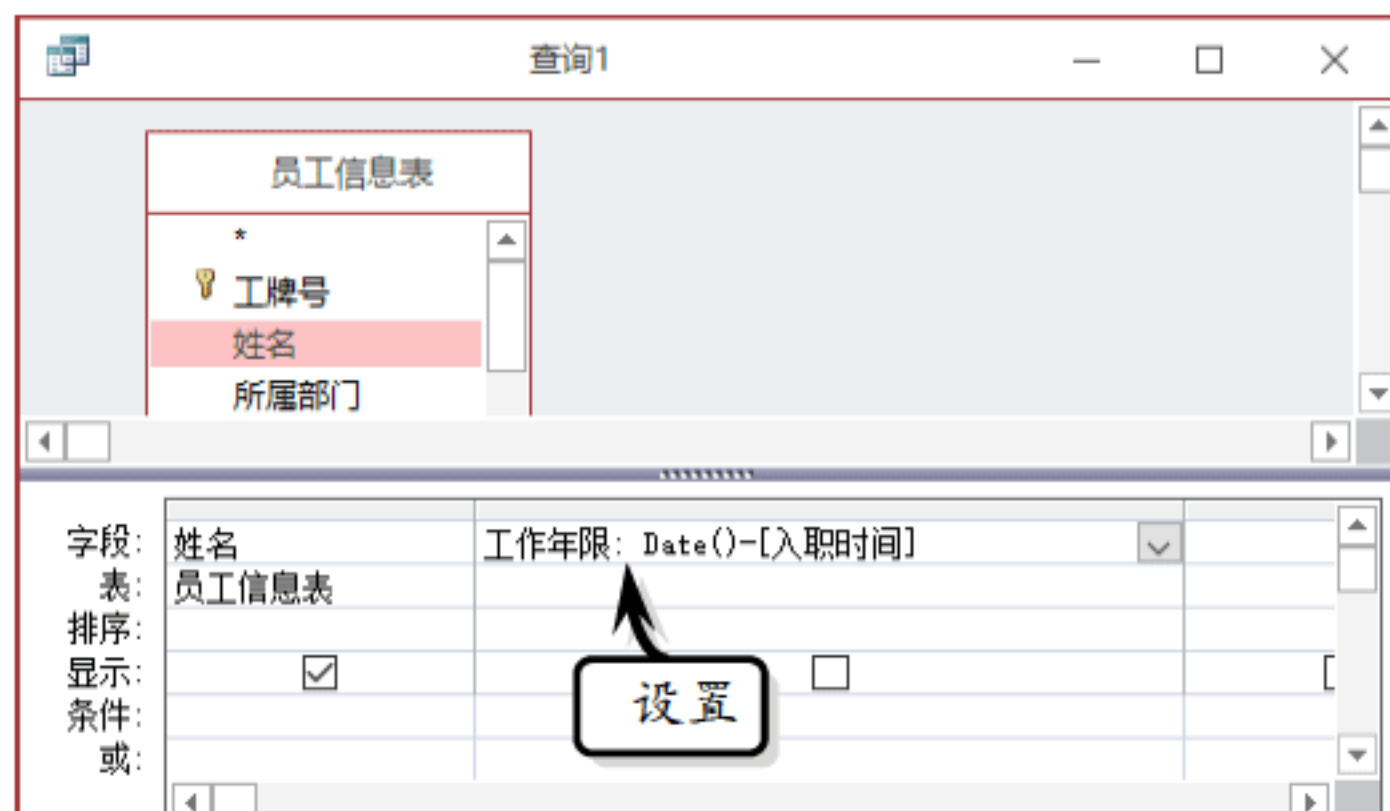 查询1
员工信息表
*
工牌号
姓名
所属部门
字段: 姓名 工作年限: Date()-[入职时间]
表: 员工信息表
排序:
显示:
条件:
或:
设置